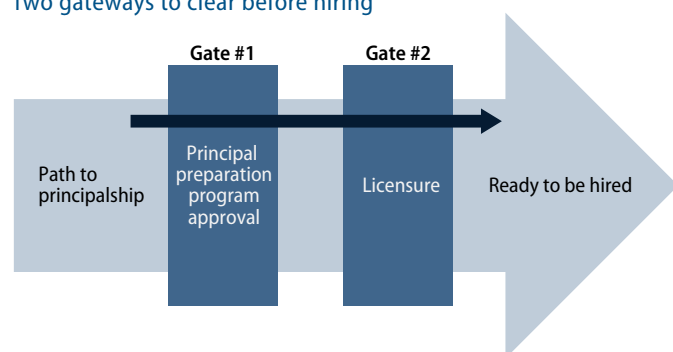 Two gateways to clear before hiring
Gate #1
Gate #2
Path to
principalship
Principal
preparation
program
approval
Licensure
Ready to be hired